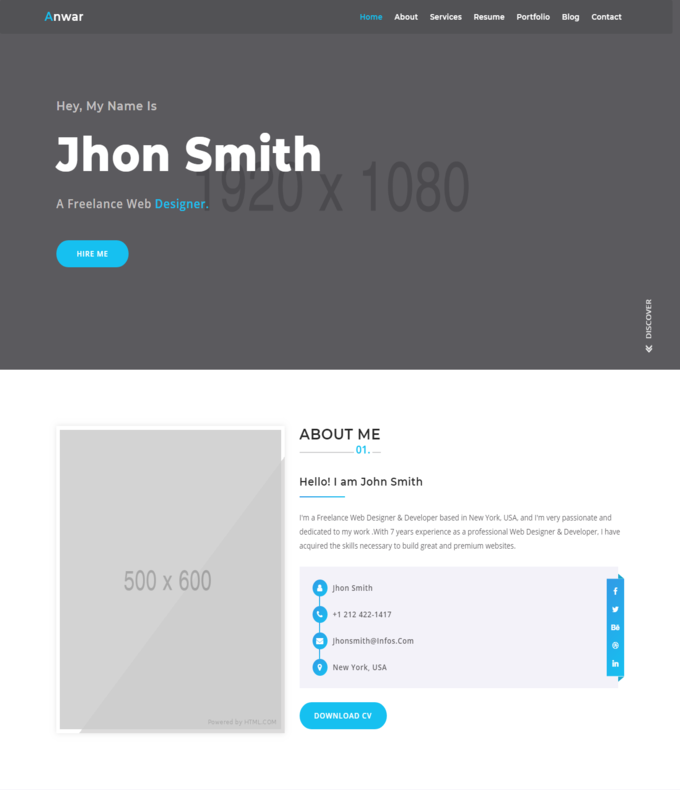 Anwar
Home About Services Resume Portfolio Blog Contact
Hey, My Name Is
Jhon Smith
1920 x 1080
A Freelance Web Designer.
HIRE ME
DISCOVER
ABOUT ME
01.
Hello! I am John Smith
I'm a Freelance Web Designer & Developer based in New York, USA, and I'm very passionate and
dedicated to my work .With 7 years experience as a professional Web Designer & Developer, I have
acquired the skills necessary to build great and premium websites.
500 x 600
Jhon Smith
+1 212 422-1417
Jhonsmith@Infos.Com
New York, USA
Bē
in
Powered by HTML.COM
DOWNLOAD CV